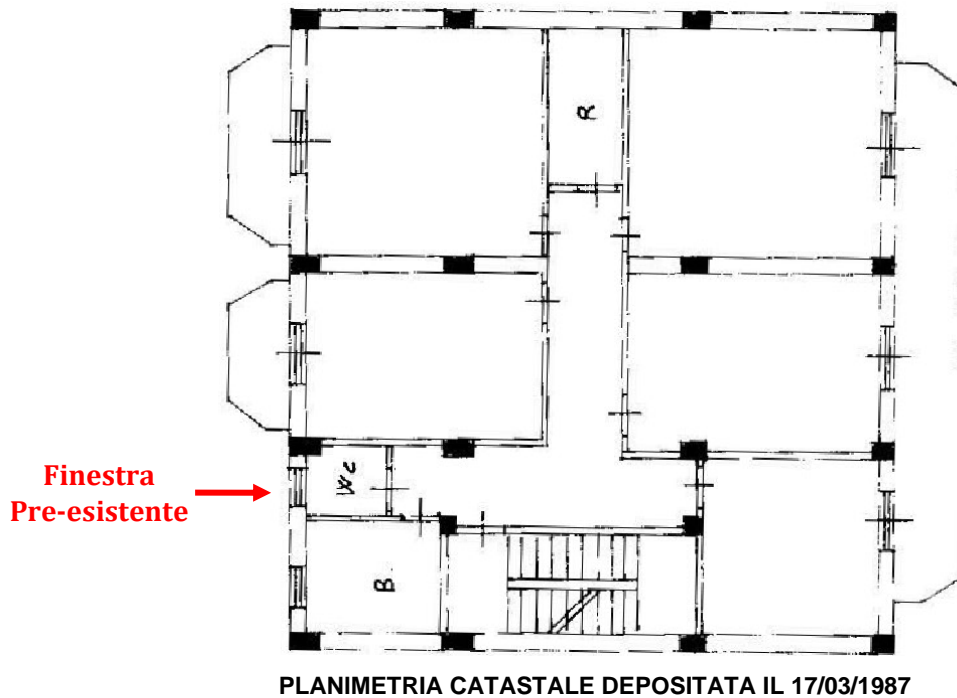 R
Finestra
Pre-esistente
Wc
B
PLANIMETRIA CATASTALE DEPOSITATA IL 17/03/1987